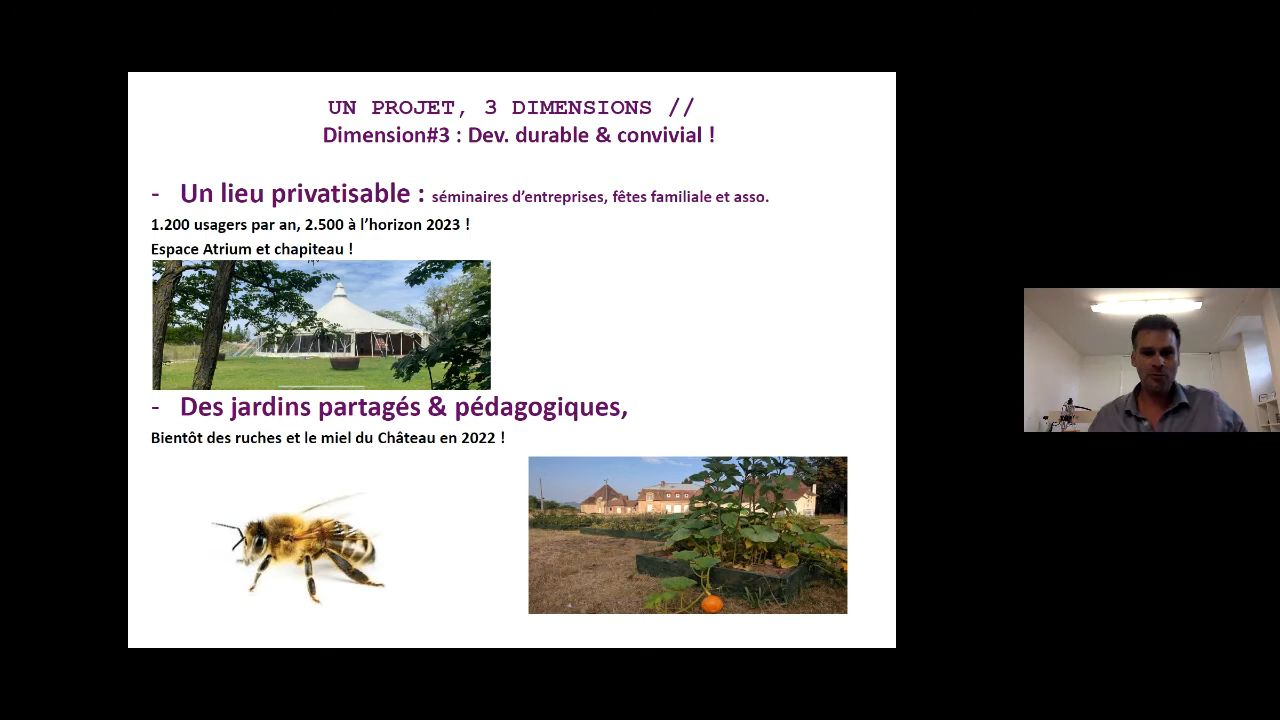 UN PROJET, 3 DIMENSIONS //
Dimension#3 : Dev. durable & convivial !
- Un lieu privatisable : séminaires d'entreprises, fêtes familiale et asso.
1.200 usagers par an, 2.500 à l'horizon 2023 !
Espace Atrium et chapiteau !
- Des jardins partagés & pédagogiques,
Bientôt des ruches et le miel du Château en 2022 !